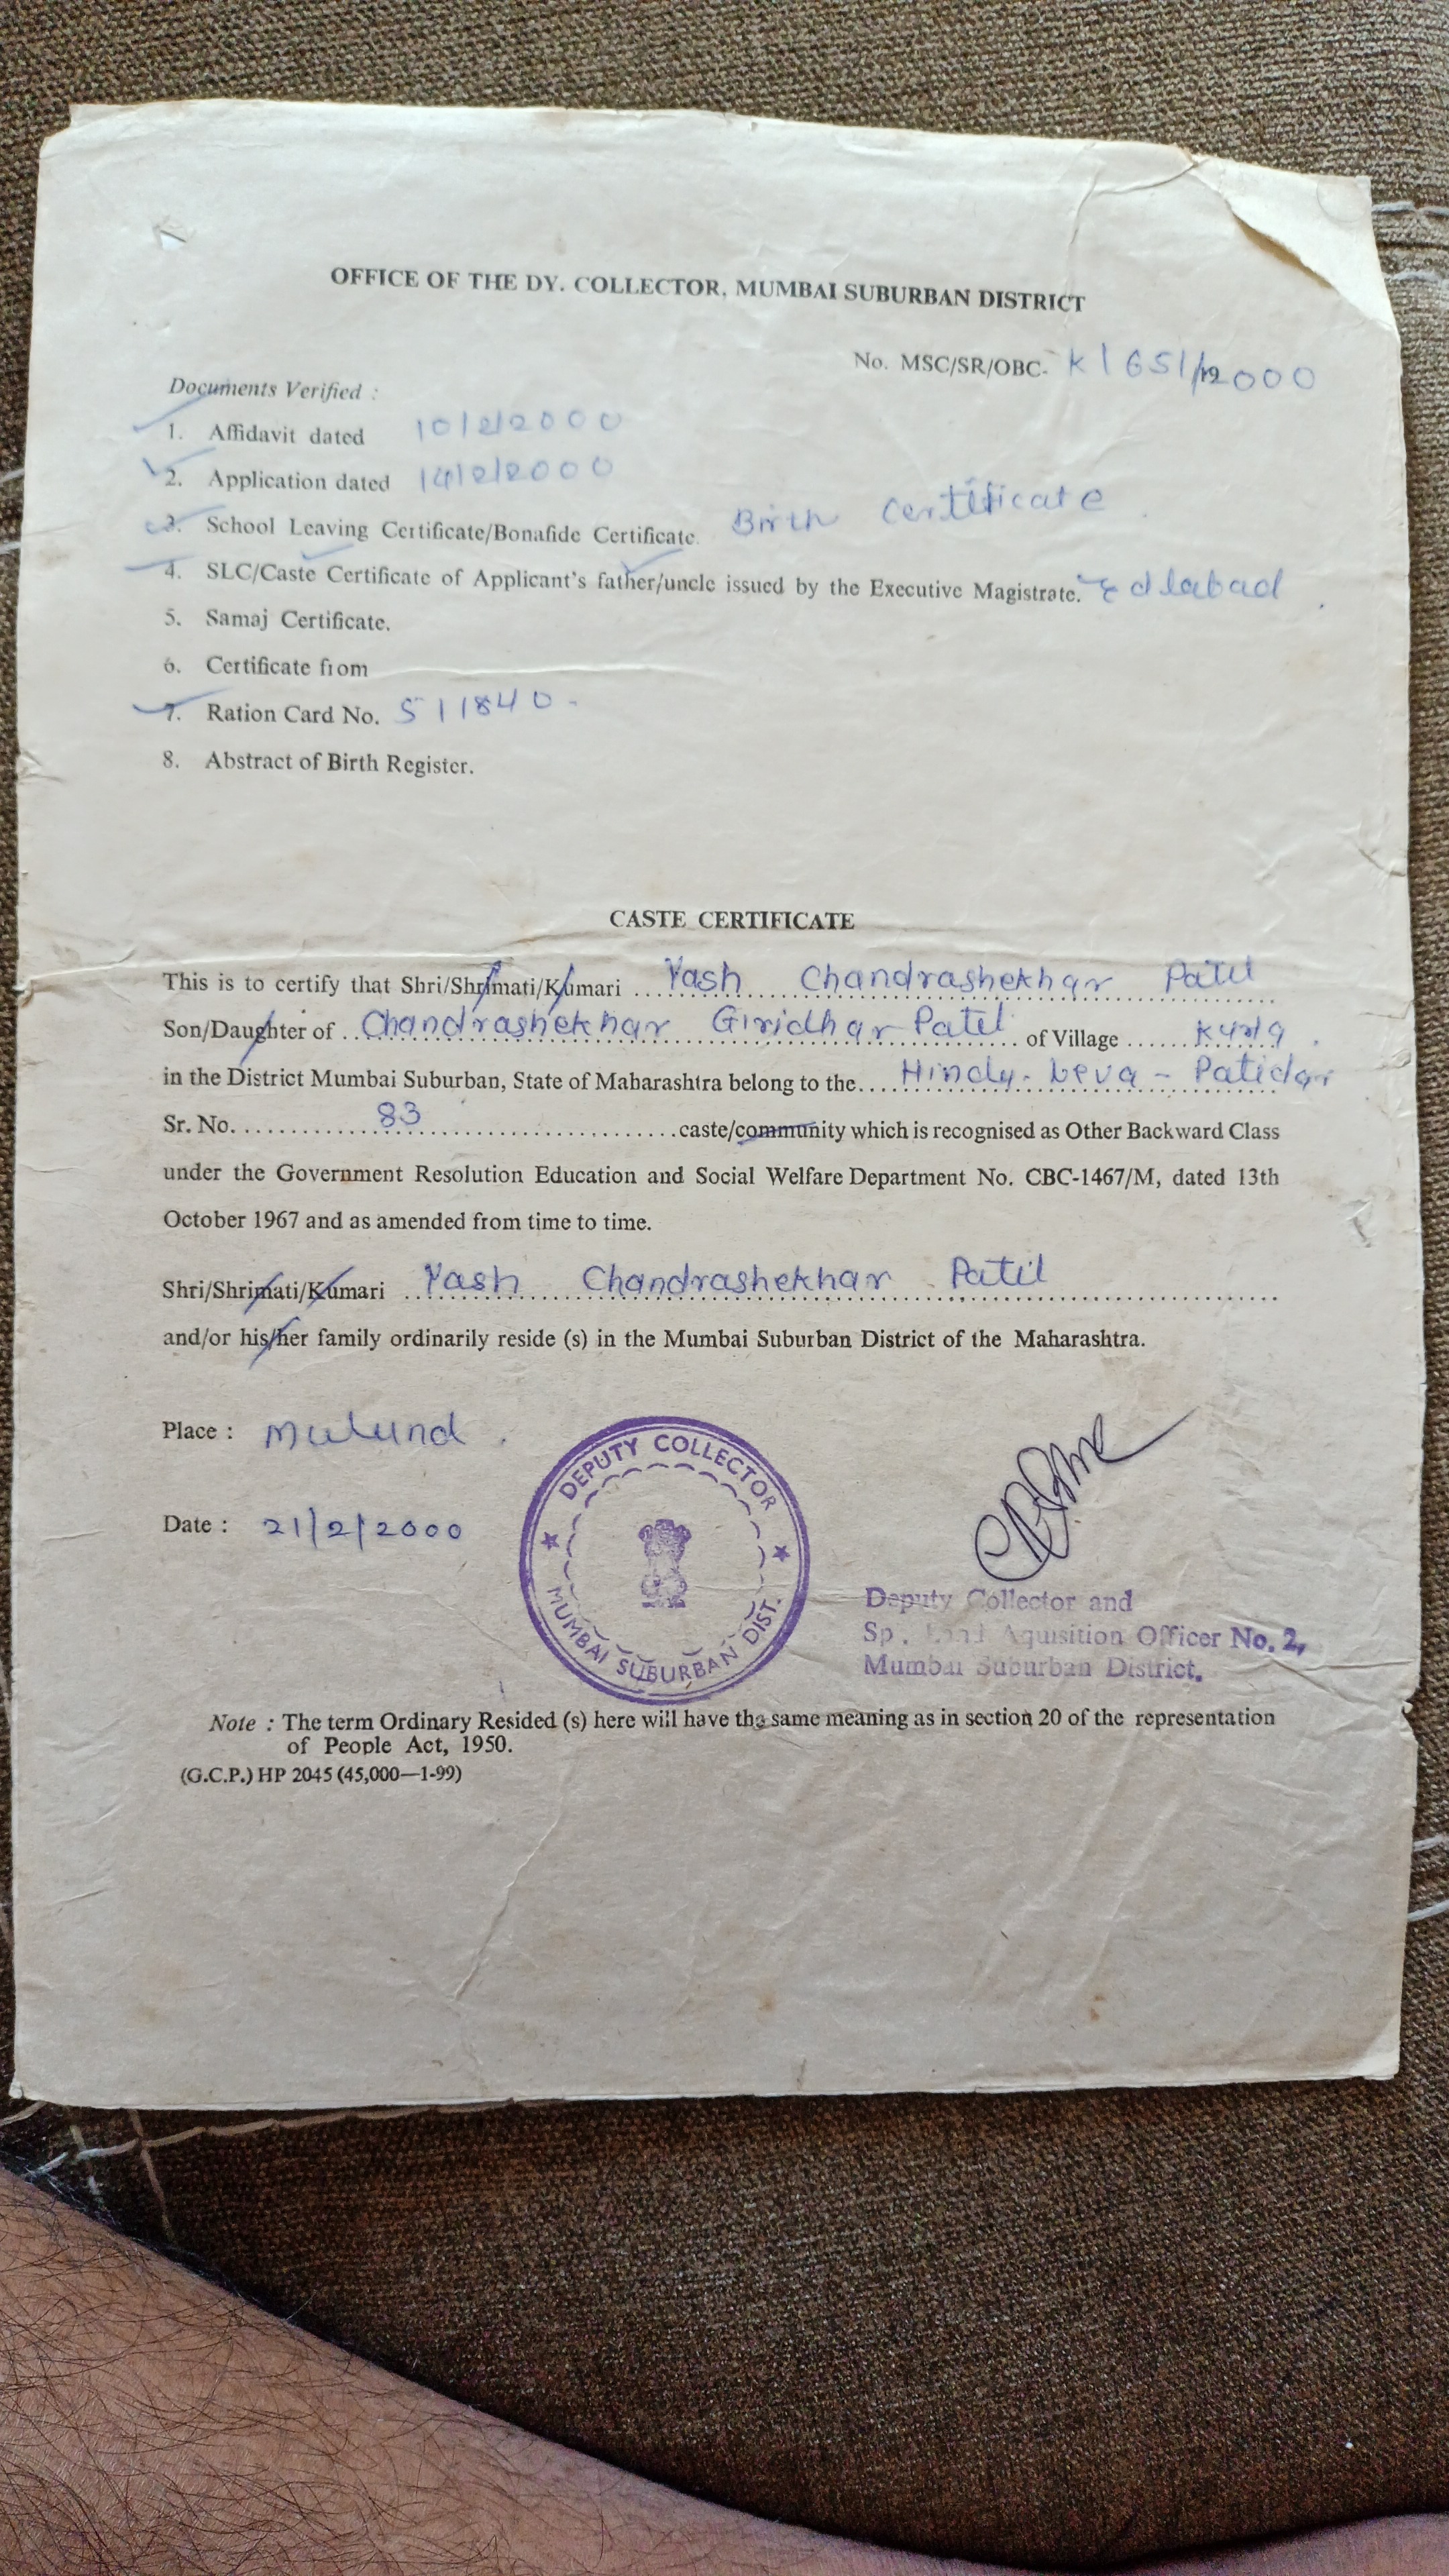 OFFICE OF THE DY. COLLECTOR, MUMBAI SUBURBAN DISTRICT
No. MSC/SR/OBC- K1651/192000
Documents Verified :
1. Affidavit dated 10/2/2000
2. Application dated 14/2/2000
3. School Leaving Certificate/Bonafide Certificate. Birth Certificate
4. SLC/Caste Certificate of Applicant's father/uncle issued by the Executive Magistrate. Edlabad
5. Samaj Certificate.
6. Certificate from
7. Ration Card No. 511840-
8. Abstract of Birth Register.
CASTE CERTIFICATE
This is to certify that Shri/Shrimati/Kumari Yash Chandrashekhar Patil
Son/Daughter of Chandrashekhar Giridhar Patil of Village Kurla
in the District Mumbai Suburban, State of Maharashtra belong to the Hindu-Leva-Patidar
Sr. No. 83 caste/community which is recognised as Other Backward Class
under the Government Resolution Education and Social Welfare Department No. CBC-1467/M, dated 13th
October 1967 and as amended from time to time.
Shri/Shrimati/Kumari Yash Chandrashekhar Patil
and/or his/her family ordinarily reside (s) in the Mumbai Suburban District of the Maharashtra.
Place : Mulund
Date : 21/2/2000
DEPUTY COLLECTOR
MUMBAI SUBURBAN DIST.
Deputy Collector and
Sp. Land Aquisition Officer No. 2,
Mumbai Suburban District.
Note : The term Ordinary Resided (s) here will have the same meaning as in section 20 of the representation
of People Act, 1950.
(G.C.P.) HP 2045 (45,000—1-99)